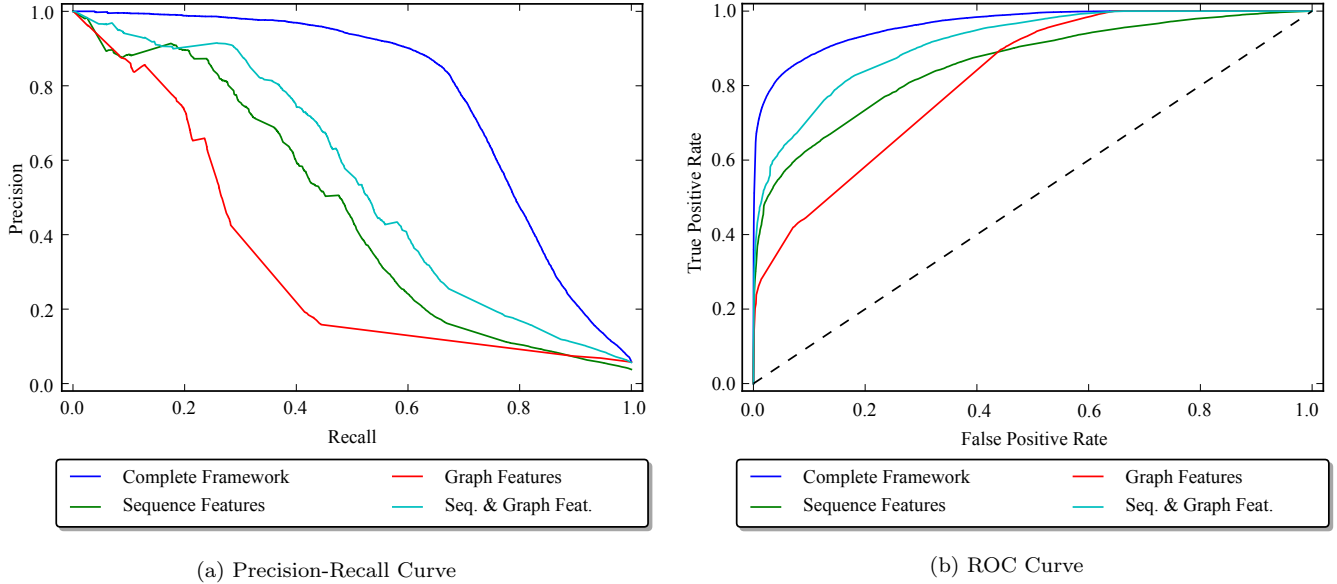 1.0
0.8
0.6
0.4
0.2
0.0
Precision
0.0 0.2 0.4 0.6 0.8 1.0
Recall
Complete Framework
Sequence Features
Graph Features
Seq. & Graph Feat.
(a) Precision-Recall Curve
1.0
0.8
0.6
0.4
0.2
0.0
True Positive Rate
0.0 0.2 0.4 0.6 0.8 1.0
False Positive Rate
Complete Framework
Sequence Features
Graph Features
Seq. & Graph Feat.
(b) ROC Curve